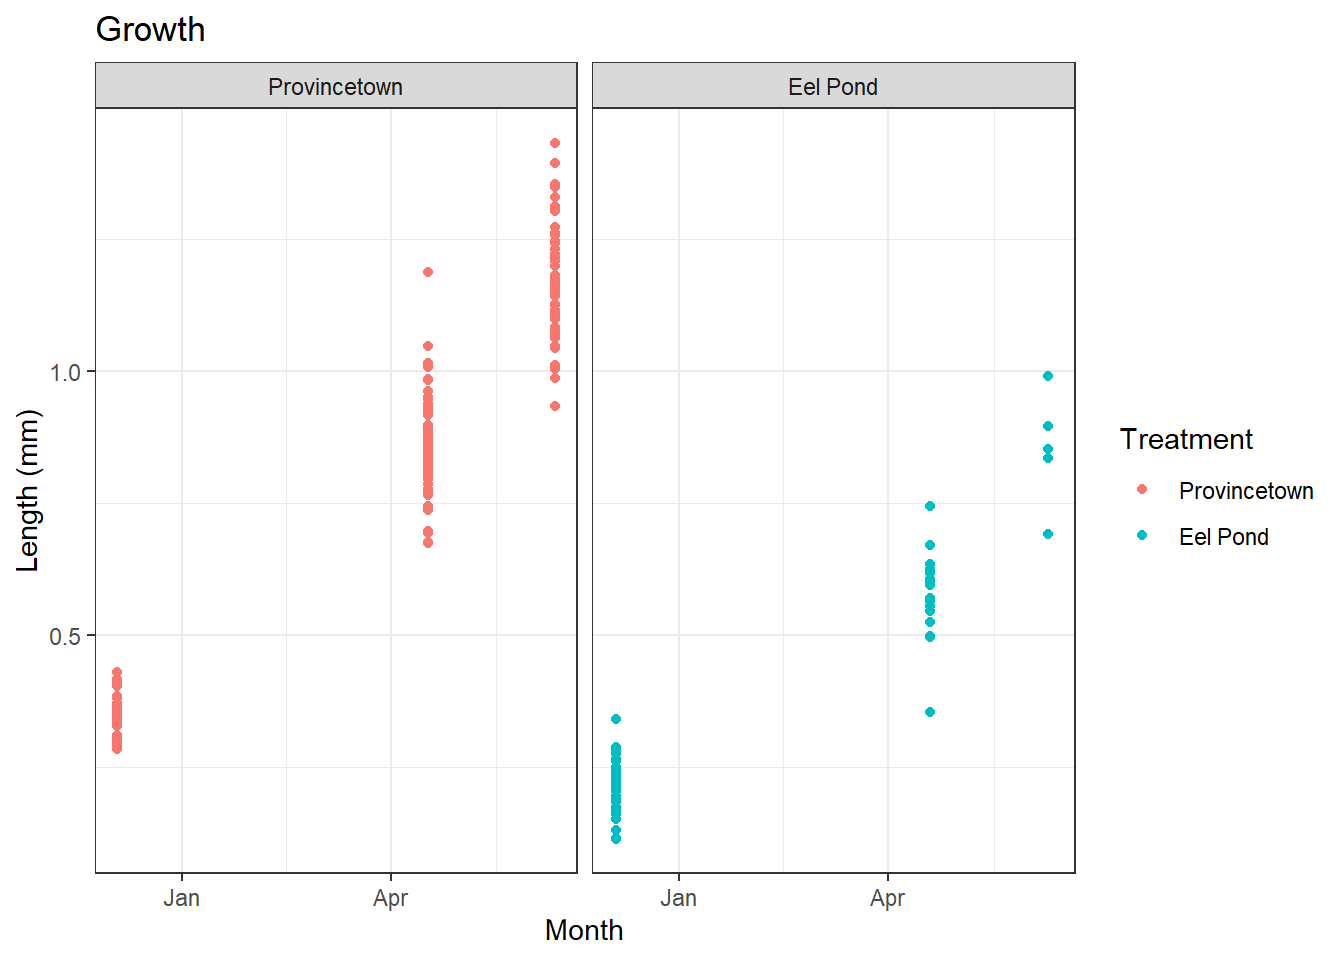 Growth
Provincetown
Eel Pond
1.0
0.5
Length (mm)
Jan
Apr
Jan
Apr
Month
Treatment
Provincetown
Eel Pond